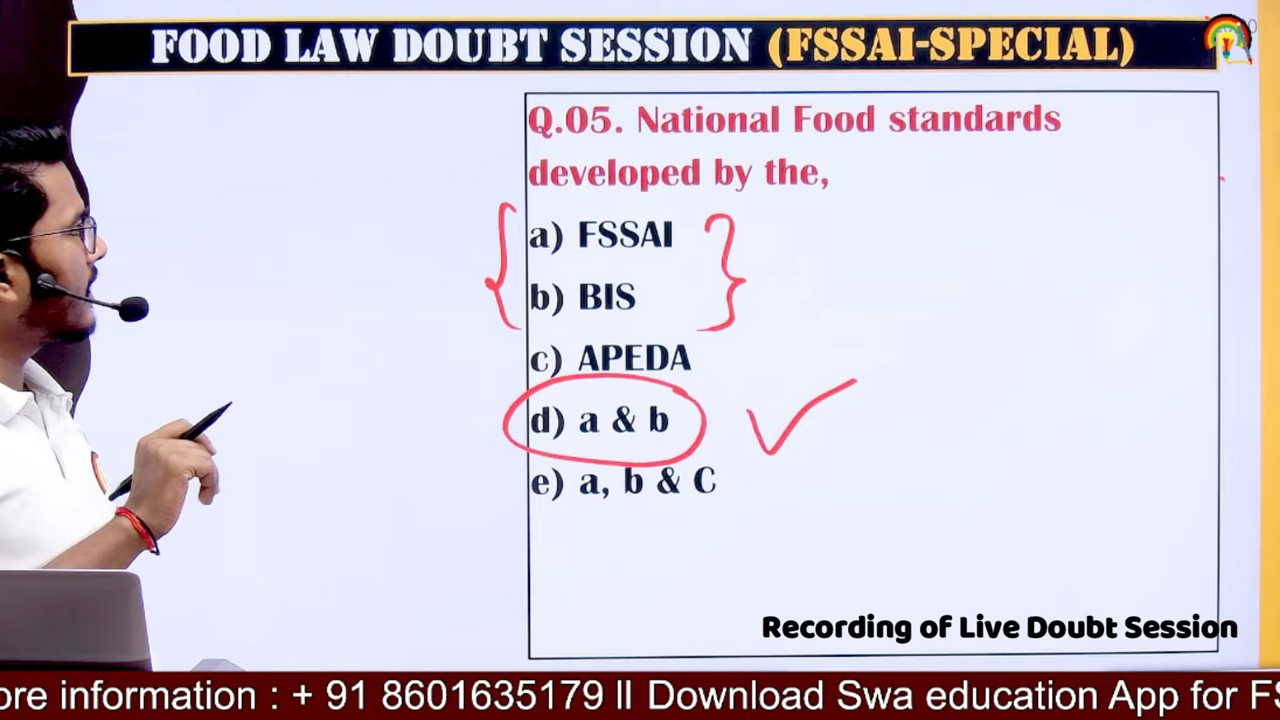 FOOD LAW DOUBT SESSION (FSSAI-SPECIAL)
Q.05. National Food standards
developed by the,
a) FSSAI
b) BIS
c) APEDA
d) a & b
e) a, b & C
Recording of Live Doubt Session
ore information : + 91 8601635179 ll Download Swa education App for FS